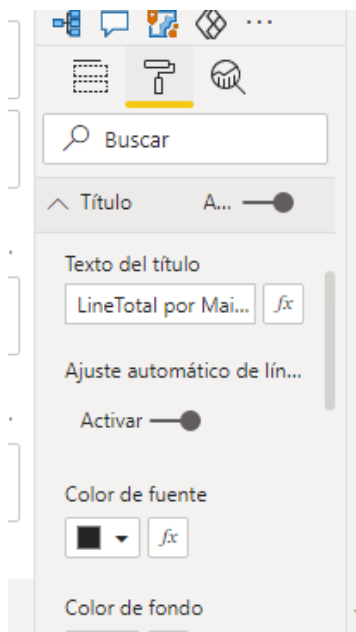 Buscar
Título A...
Texto del título
LineTotal por Mai... fx
Ajuste automático de lín...
Activar
Color de fuente
fx
Color de fondo